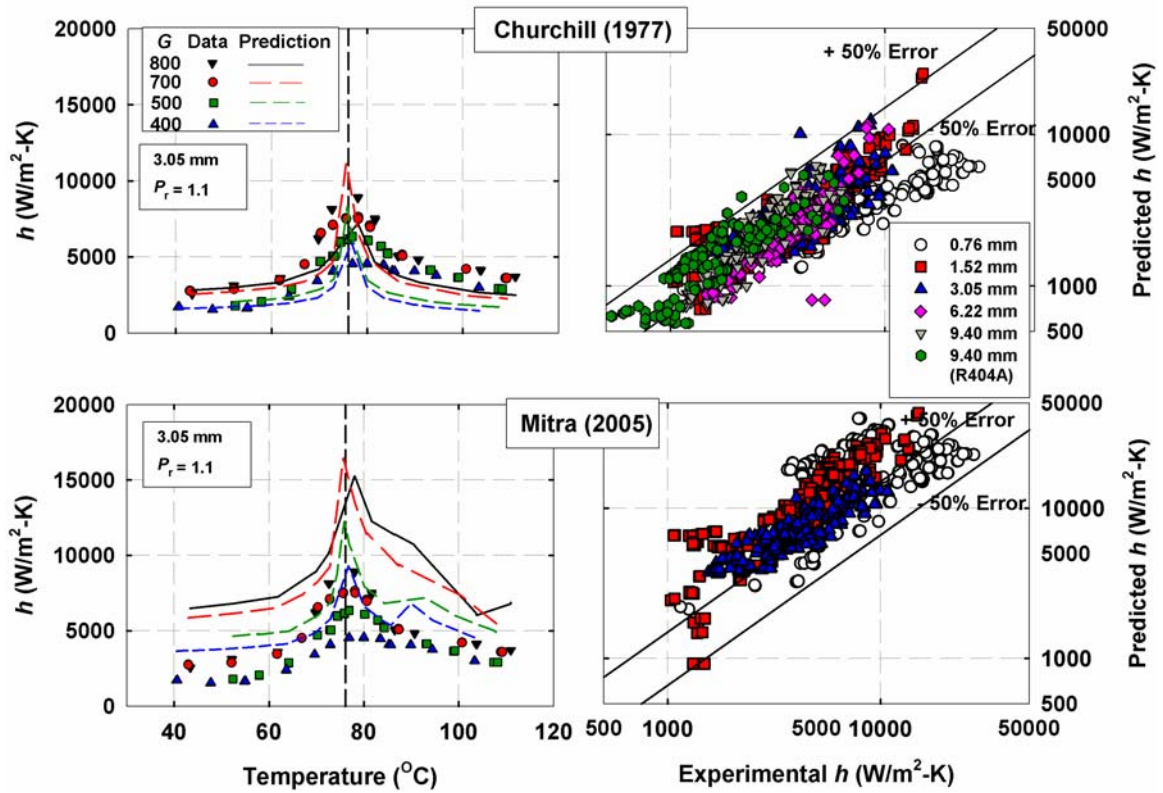 Churchill (1977)
20000
15000
10000
5000
0
h (W/m²-K)
G Data Prediction
800
700
500
400
3.05 mm
Pr = 1.1
+ 50% Error
- 50% Error
50000
10000
5000
1000
500
Predicted h (W/m²-K)
0.76 mm
1.52 mm
3.05 mm
6.22 mm
9.40 mm
9.40 mm
(R404A)
Mitra (2005)
20000
15000
10000
5000
0
h (W/m²-K)
3.05 mm
Pr = 1.1
40 60 80 100 120
Temperature (°C)
+ 50% Error
- 50% Error
50000
10000
5000
1000
500
Predicted h (W/m²-K)
500 1000 5000 10000 50000
Experimental h (W/m²-K)